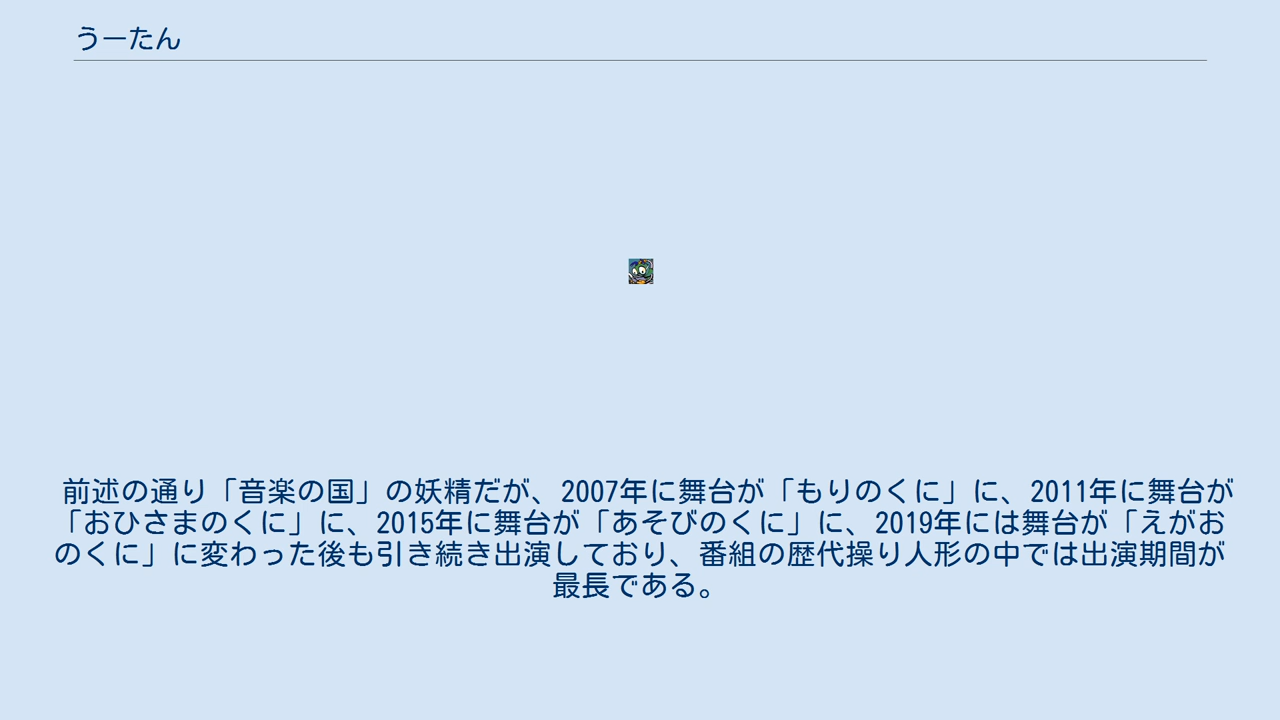 うーたん
前述の通り「音楽の国」の妖精だが、2007年に舞台が「もりのくに」に、2011年に舞台が
「おひさまのくに」に、2015年に舞台が「あそびのくに」に、2019年には舞台が「えがお
のくに」に変わった後も引き続き出演しており、番組の歴代操り人形の中では出演期間が
最長である。